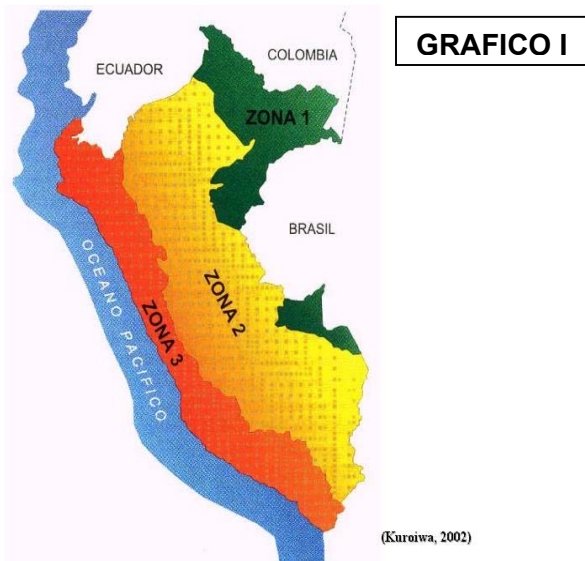 GRAFICO I
COLOMBIA
ECUADOR
ZONA 1
BRASIL
OCEANO PACIFICO
ZONA 2
ZONA 3
(Kuroiwa, 2002)